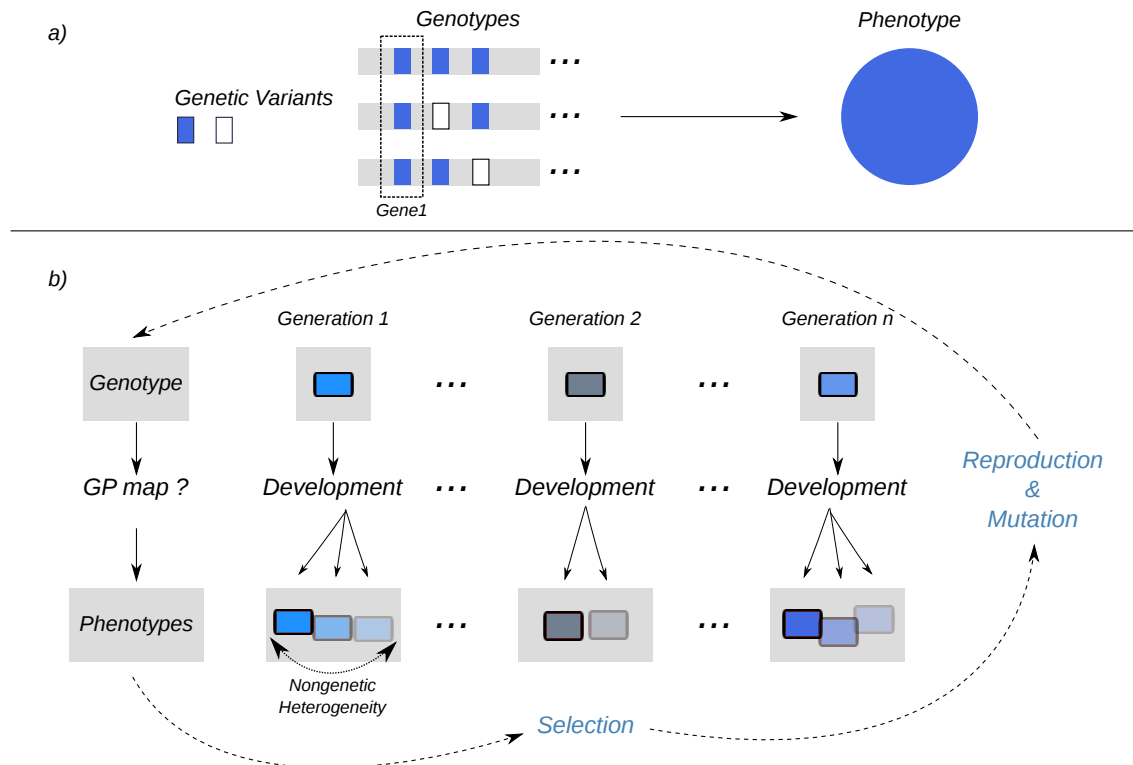 a)
Genotypes
Phenotype
...
Genetic Variants
...
...
Gene1
b)
Generation 1
Generation 2
Generation n
Genotype
...
...
GP map ?
Development
...
Development
...
Development
Reproduction
&
Mutation
Phenotypes
...
...
Nongenetic
Heterogeneity
Selection